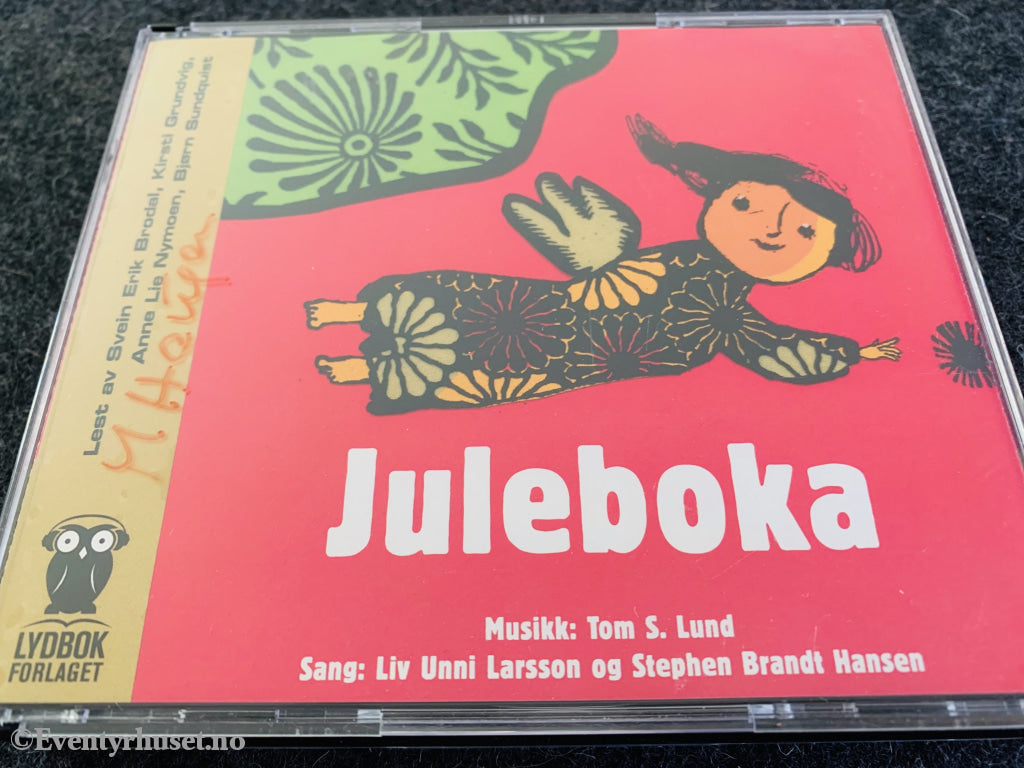 Lest av Svein Erik Brodal, Kirsti Grundvig,
Anne Lie Nymoen, Bjørn Sundquist
LYDBOK
FORLAGET
Juleboka
Musikk: Tom S. Lund
Sang: Liv Unni Larsson og Stephen Brandt Hansen
©Eventyrhuset.no